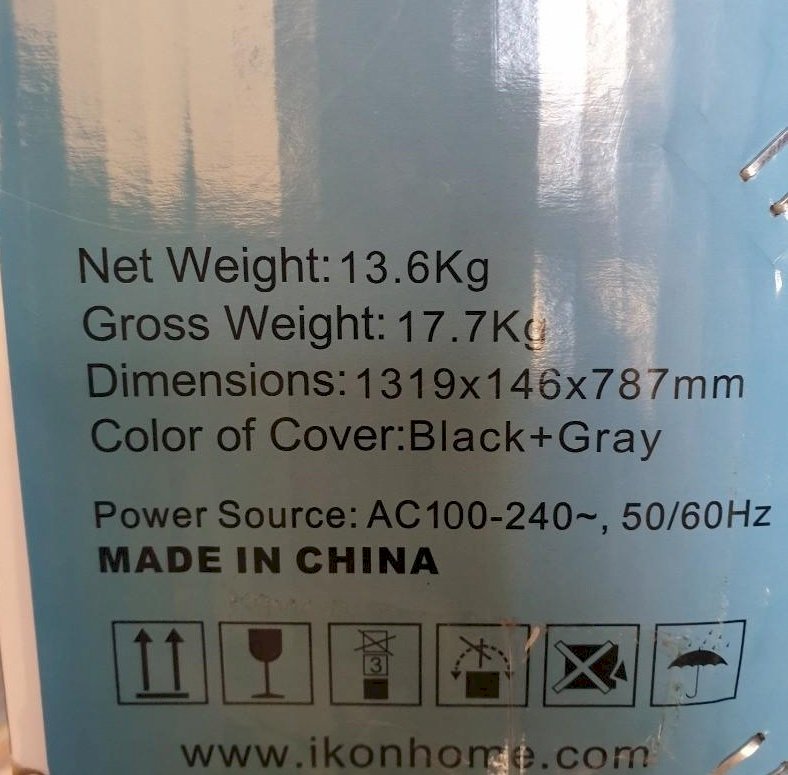 Net Weight: 13.6Kg
Gross Weight: 17.7Kg
Dimensions: 1319x146x787mm
Color of Cover:Black+Gray
Power Source: AC100-240~, 50/60Hz
MADE IN CHINA
3
www.ikonhome.com